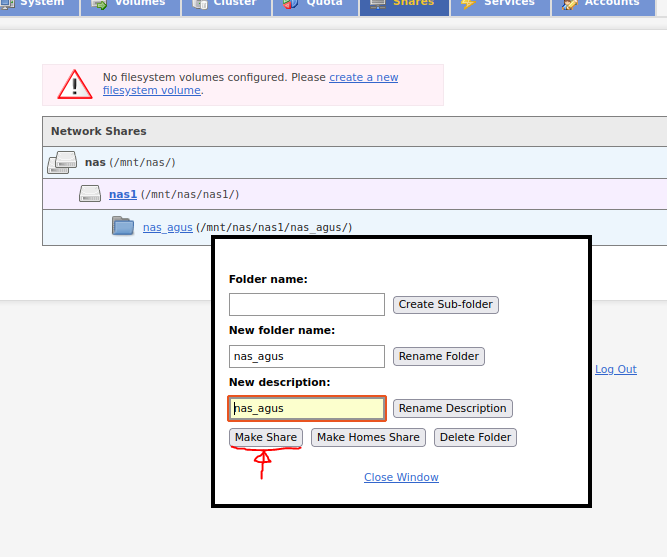 System Volumes Cluster Quota Shares Services Accounts
No filesystem volumes configured. Please create a new
filesystem volume.
Network Shares
nas (/mnt/nas/)
nas1 (/mnt/nas/nas1/)
nas_agus (/mnt/nas/nas1/nas_agus/)
Folder name:
Create Sub-folder
New folder name:
nas_agus Rename Folder
New description:
nas_agus Rename Description
Make Share Make Homes Share Delete Folder
Close Window
Log Out